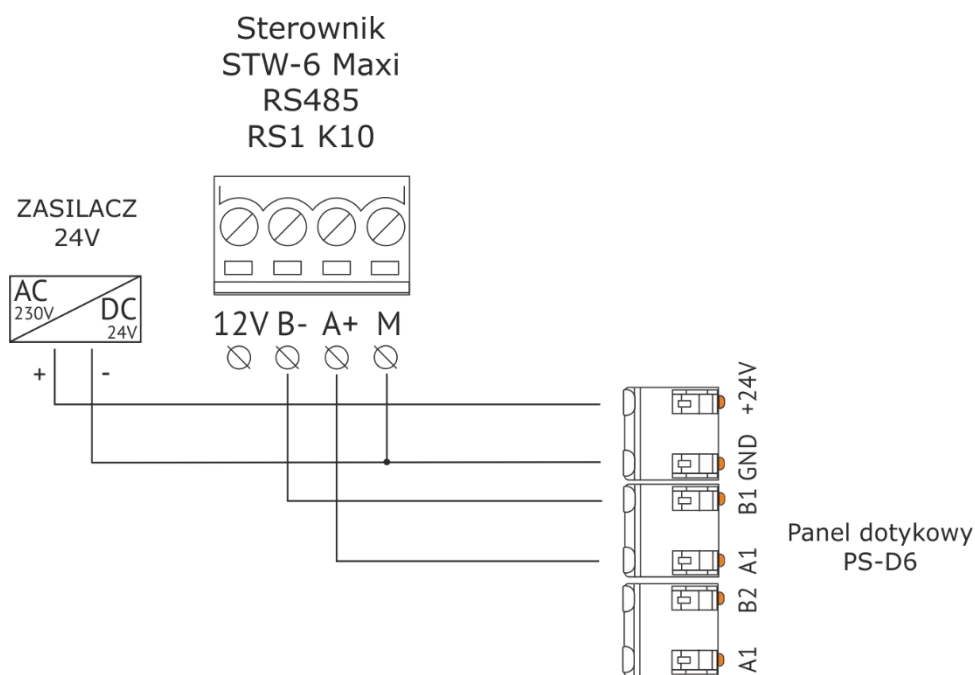 Sterownik
STW-6 Maxi
RS485
RS1 K10
ZASILACZ
24V
AC
230V
DC
24V
12V B- A+ M
+ -
+24V
GND
B1
A1
B2
A1
Panel dotykowy
PS-D6